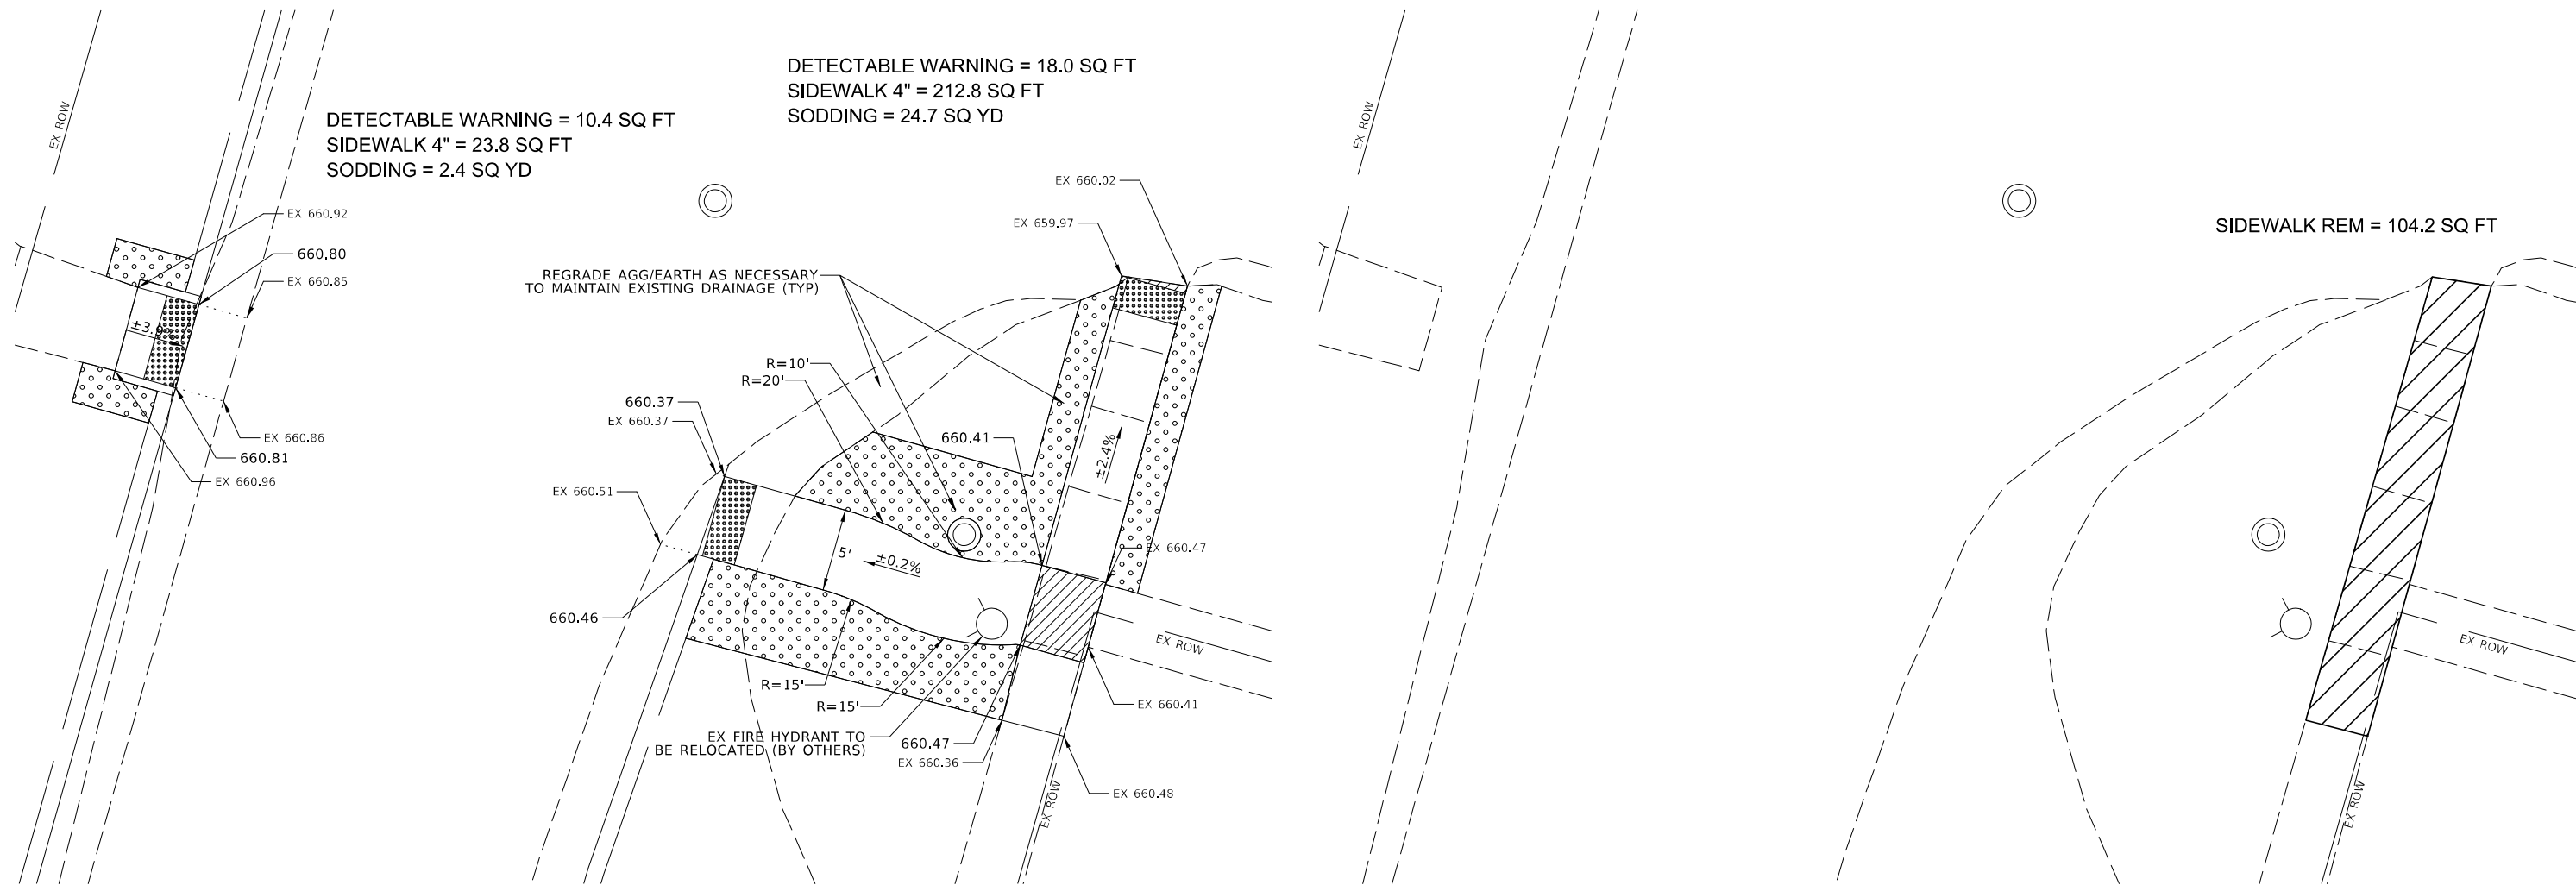 EX ROW
DETECTABLE WARNING = 10.4 SQ FT
SIDEWALK 4" = 23.8 SQ FT
SODDING = 2.4 SQ YD
EX 660.92
660.80
EX 660.85
EX 660.86
660.81
EX 660.96
DETECTABLE WARNING = 18.0 SQ FT
SIDEWALK 4" = 212.8 SQ FT
SODDING = 24.7 SQ YD
EX 660.02
EX 659.97
REGRADE AGG/EARTH AS NECESSARY
TO MAINTAIN EXISTING DRAINAGE (TYP)
R=10'
R=20'
660.37
EX 660.37
660.41
±2.4%
EX 660.51
5'
±0.2%
EX 660.47
660.46
EX ROW
R=15'
R=15'
EX 660.41
EX FIRE HYDRANT TO
BE RELOCATED (BY OTHERS)
660.47
EX 660.36
EX 660.48
EX ROW
EX ROW
SIDEWALK REM = 104.2 SQ FT
EX ROW
EX ROW